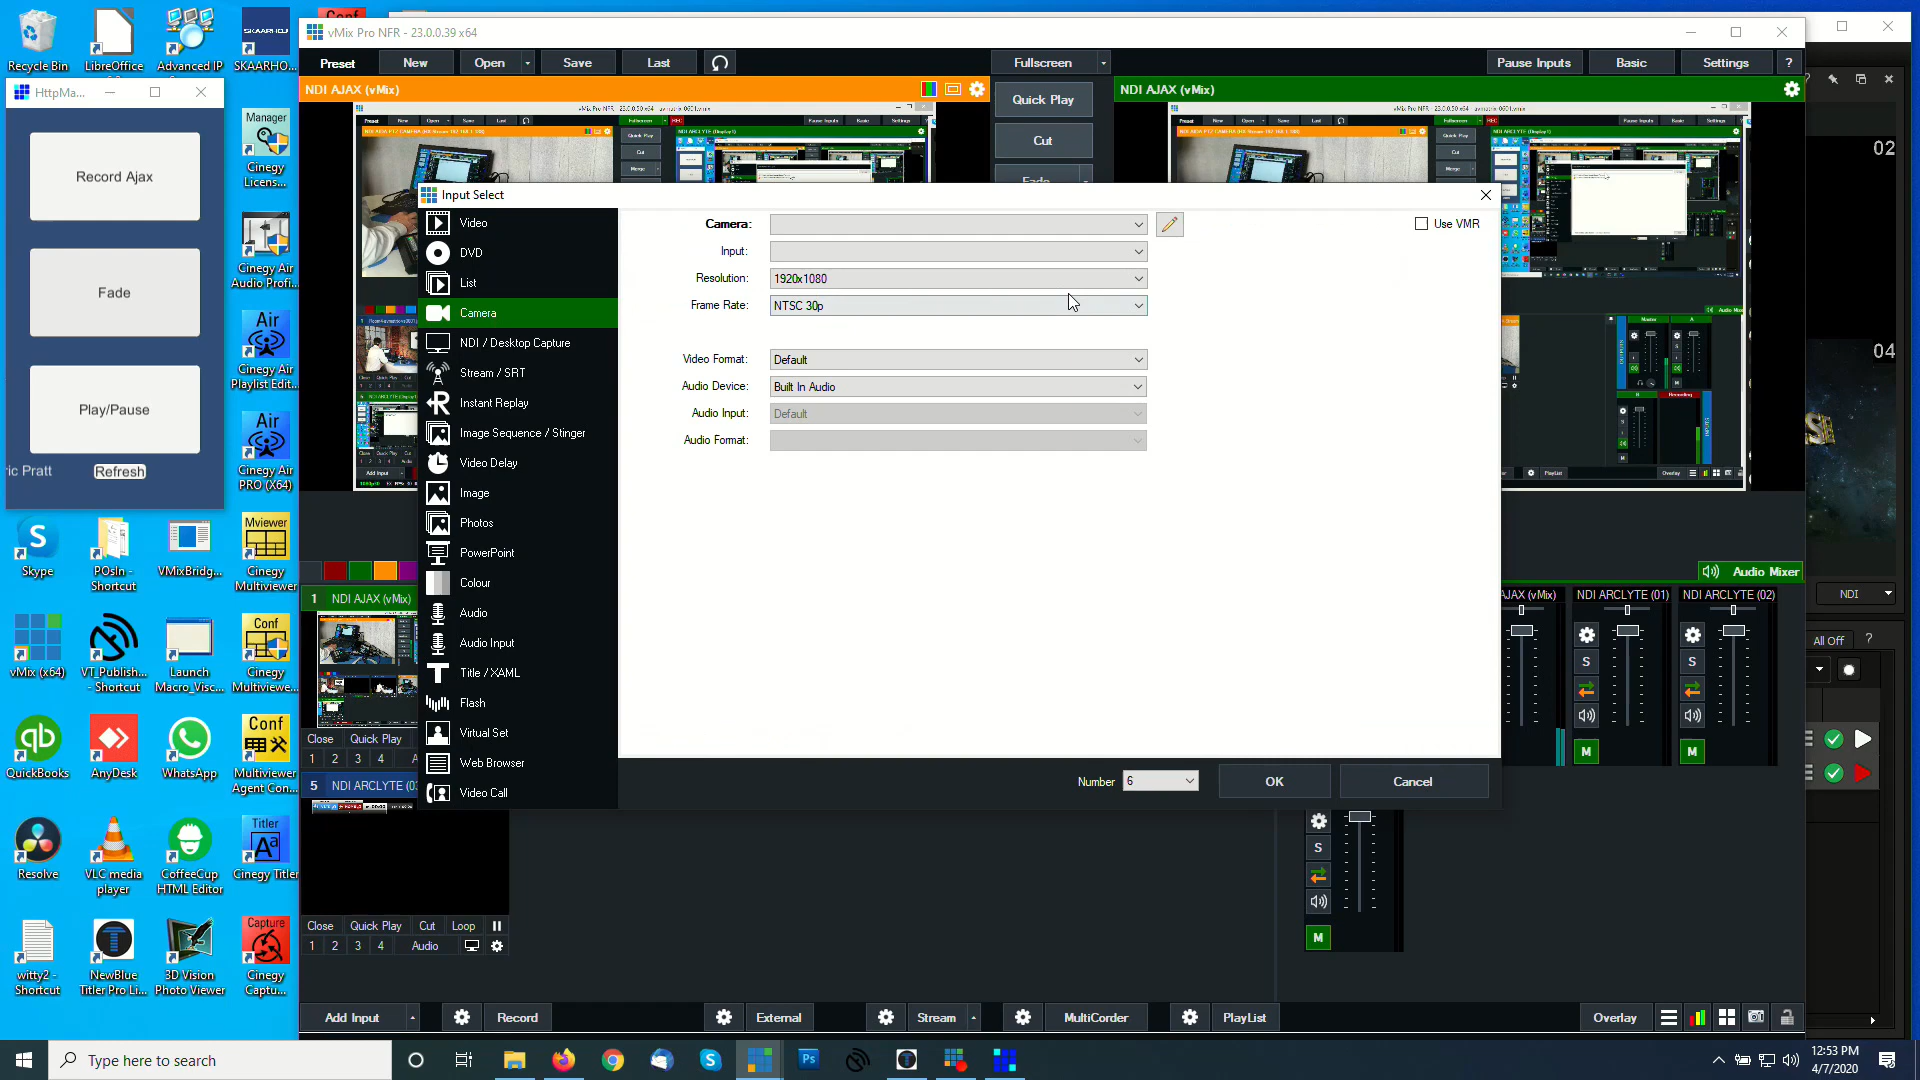 Recycle Bin
LibreOffice
Advanced IP
SKAARHOJ
SKAARHO...
HttpMa...
Record Ajax
Fade
Play/Pause
ric Pratt
Refresh
Manager
Cinegy
Licens...
Cinegy Air
Audio Profi...
Air
Cinegy Air
Playlist Edit...
Air
Cinegy Air
PRO (X64)
Skype
POsIn -
Shortcut
VMixBridg...
Mviewer
Cinegy
Multiviewer
vMix (x64)
VT_Publish...
- Shortcut
Launch
Macro_Visc...
Conf
Cinegy
Multiviewe...
QuickBooks
AnyDesk
WhatsApp
Conf
Multiviewer
Agent Con...
Resolve
VLC media
player
CoffeeCup
HTML Editor
Titler
Cinegy Titler
witty2 -
Shortcut
NewBlue
Titler Pro Li...
3D Vision
Photo Viewer
Capture
Cinegy
Captu...
vMix Pro NFR - 23.0.0.39 x64
Preset
New
Open
Save
Last
Fullscreen
Pause Inputs
Basic
Settings
?
NDI AJAX (vMix)
Quick Play
Cut
Fade
NDI AJAX (vMix)
Input Select
Video
DVD
List
Camera
NDI / Desktop Capture
Stream / SRT
Instant Replay
Image Sequence / Stinger
Video Delay
Image
Photos
PowerPoint
Colour
Audio
Audio Input
Title / XAML
Flash
Virtual Set
Web Browser
Video Call
Camera:
Use VMR
Input:
Resolution: 1920x1080
Frame Rate: NTSC 30p
Video Format: Default
Audio Device: Built In Audio
Audio Input: Default
Audio Format:
Number 6
OK
Cancel
1 NDI AJAX (vMix)
Close Quick Play
1 2 3 4
5 NDI ARCLYTE (03
Close Quick Play Cut Loop
1 2 3 4 Audio
Audio Mixer
AJAX (vMix)
NDI ARCLYTE (01)
NDI ARCLYTE (02)
S
S
M
M
S
M
02
04
NDI
All Off
?
Add Input
Record
External
Stream
MultiCorder
PlayList
Overlay
Type here to search
12:53 PM
4/7/2020